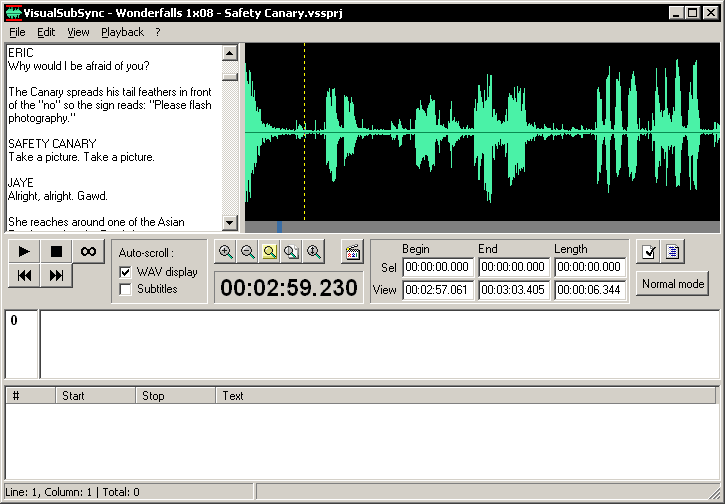 VisualSubSync - Wonderfalls 1x08 - Safety Canary.vssprj
File Edit View Playback ?
ERIC
Why would I be afraid of you?
The Canary spreads his tail feathers in front
of the "no" so the sign reads: "Please flash
photography."
SAFETY CANARY
Take a picture. Take a picture.
JAYE
Alright, alright. Gawd.
She reaches around one of the Asian
Auto-scroll :
WAV display
Subtitles
00:02:59.230
Begin End Length
Sel 00:00:00.000 00:00:00.000 00:00:00.000
View 00:02:57.061 00:03:03.405 00:00:06.344
Normal mode
0
# Start Stop Text
Line: 1, Column: 1 | Total: 0